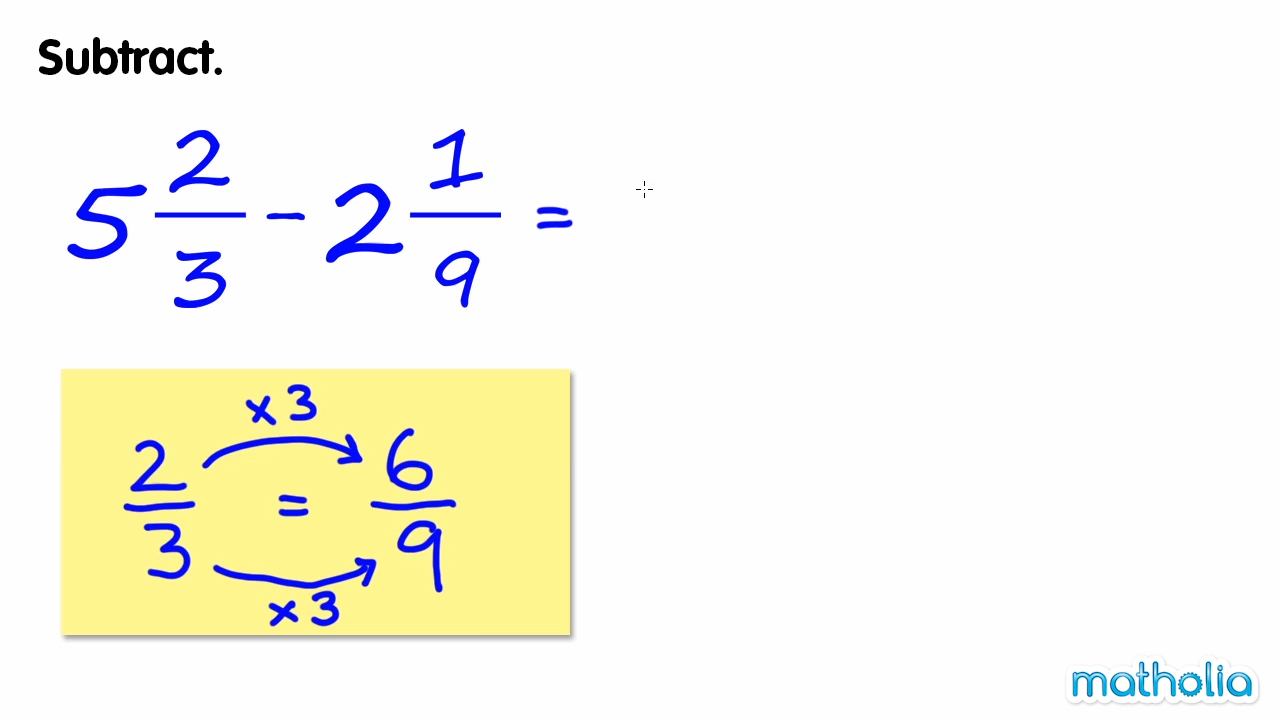 Subtract.
5 2/3 - 2 1/9 =
×3
2/3 = 6/9
×3
matholia